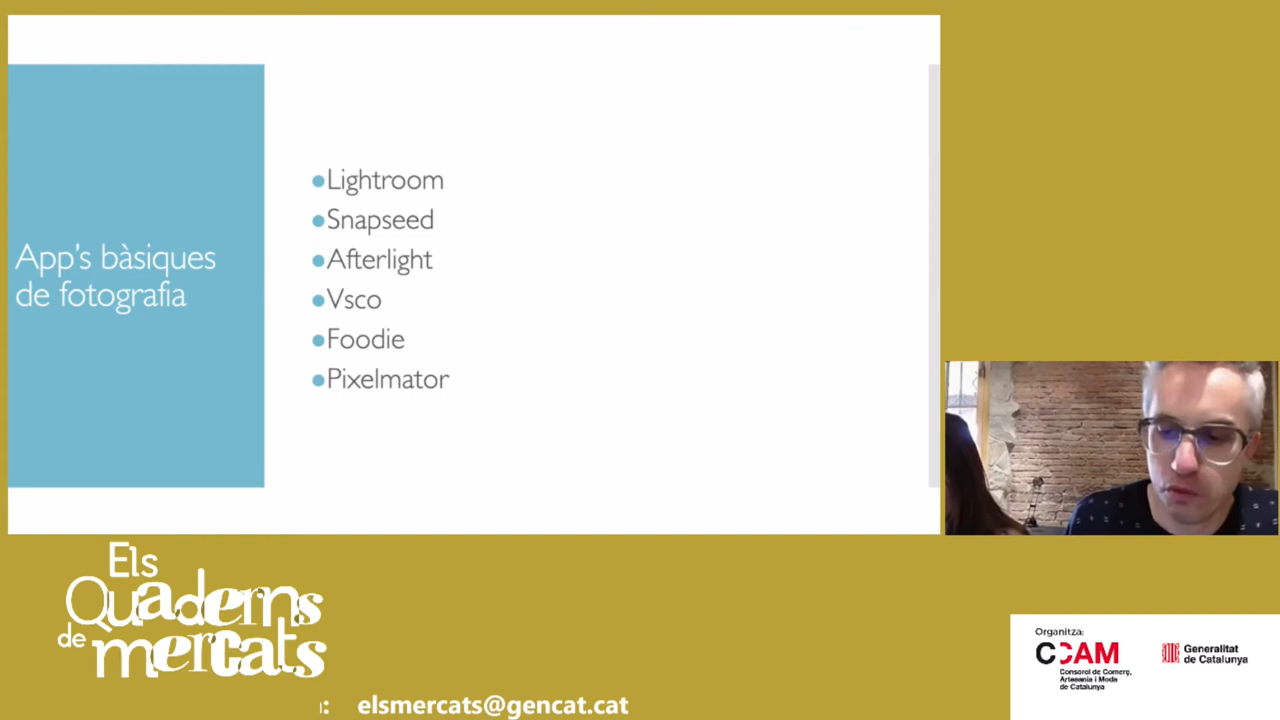 App's bàsiques
de fotografia
●Lightroom
●Snapseed
●Afterlight
●Vsco
●Foodie
●Pixelmator
Els
Quaderns
de mercats
: elsmercats@gencat.cat
Organitza:
CCAM
Consorci de Comerç,
Artesania i Moda
de Catalunya
Generalitat
de Catalunya